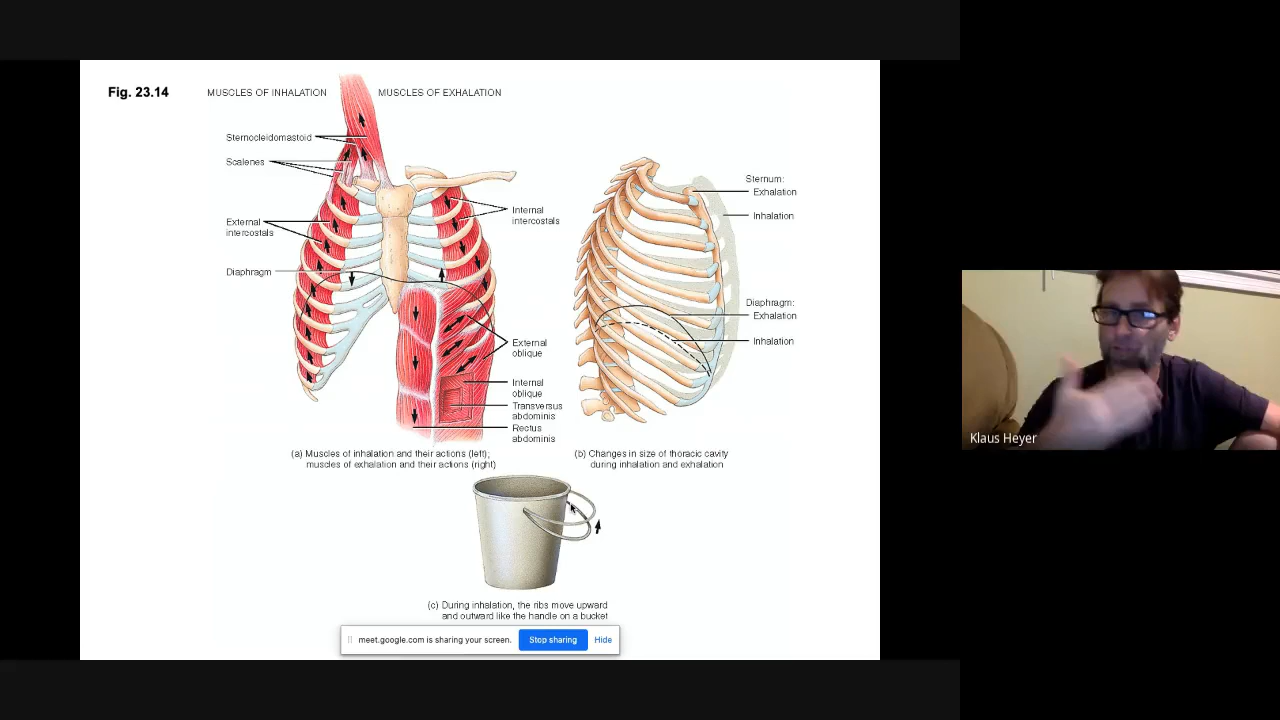 Fig. 23.14
MUSCLES OF INHALATION
MUSCLES OF EXHALATION
Sternocleidomastoid
Scalenes
External
intercostals
Diaphragm
Internal
intercostals
External
oblique
Internal
oblique
Transversus
abdominis
Rectus
abdominis
(a) Muscles of inhalation and their actions (left);
muscles of exhalation and their actions (right)
Sternum:
Exhalation
Inhalation
Diaphragm:
Exhalation
Inhalation
(b) Changes in size of thoracic cavity
during inhalation and exhalation
(c) During inhalation, the ribs move upward
and outward like the handle on a bucket
meet.google.com is sharing your screen.
Stop sharing
Hide
Klaus Heyer